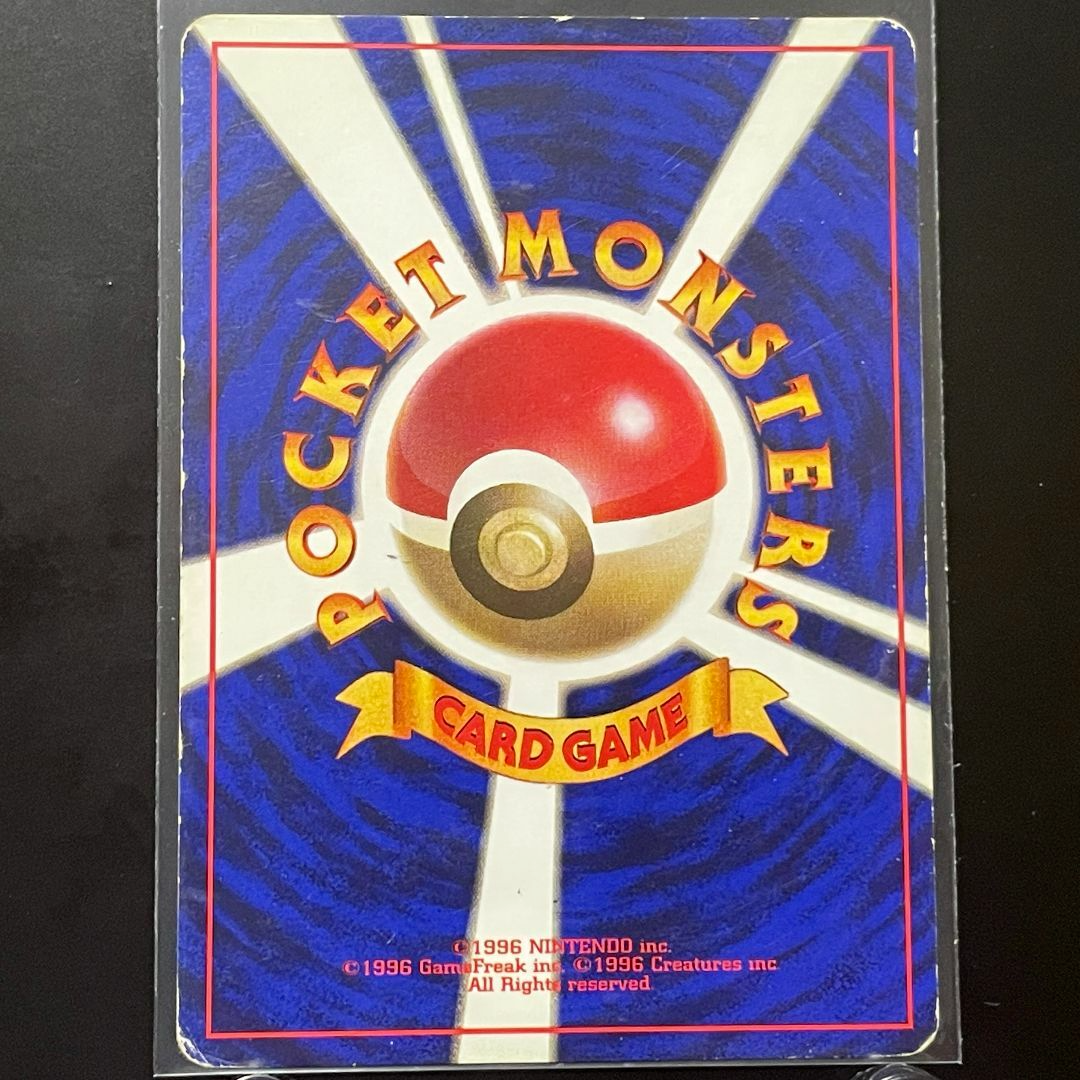 POCKET MONSTERS
CARD GAME
©1996 NINTENDO inc.
©1996 GameFreak inc. ©1996 Creatures inc
All Rights reserved.